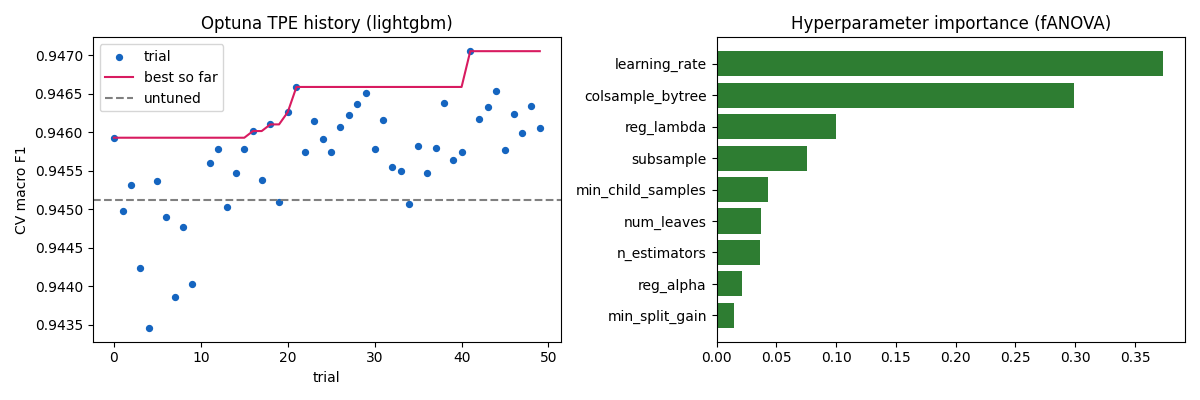 Optuna TPE history (lightgbm)
CV macro F1
0.9470
0.9465
0.9460
0.9455
0.9450
0.9445
0.9440
0.9435
trial
best so far
untuned
0
10
20
30
40
50
trial
Hyperparameter importance (fANOVA)
learning_rate
colsample_bytree
reg_lambda
subsample
min_child_samples
num_leaves
n_estimators
reg_alpha
min_split_gain
0.00
0.05
0.10
0.15
0.20
0.25
0.30
0.35